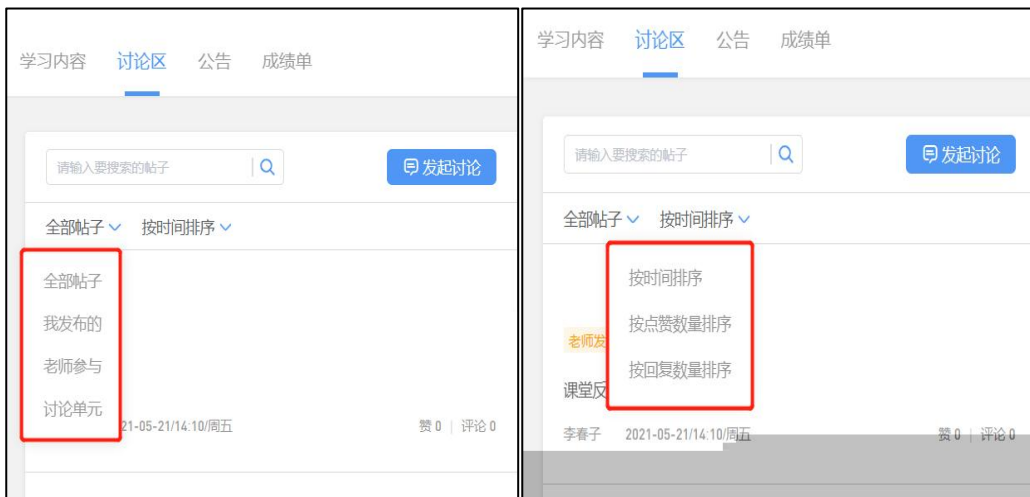 学习内容 讨论区 公告 成绩单
请输入要搜索的帖子
发起讨论
全部帖子 按时间排序
全部帖子
我发布的
老师参与
讨论单元
21-05-21/14:10/周五 赞 0 | 评论 0
学习内容 讨论区 公告 成绩单
请输入要搜索的帖子
发起讨论
全部帖子 按时间排序
按时间排序
按点赞数量排序
老师发
按回复数量排序
课堂反
李春子 2021-05-21/14:10/周五 赞 0 | 评论 0